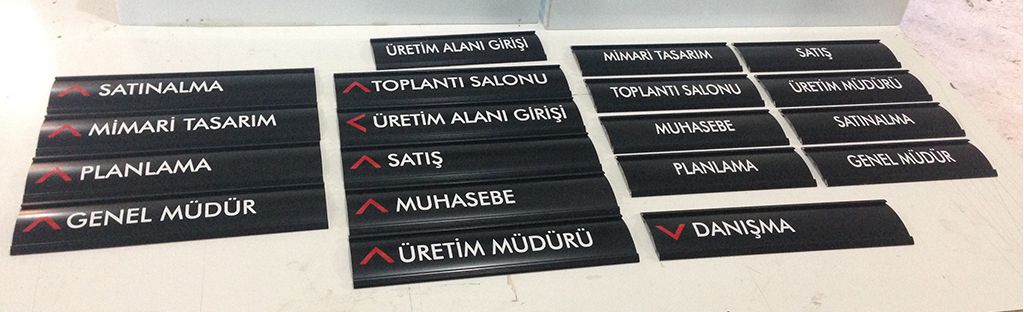 SATINALMA
MİMARİ TASARIM
PLANLAMA
GENEL MÜDÜR
ÜRETİM ALANI GİRİŞİ
TOPLANTI SALONU
ÜRETİM ALANI GİRİŞİ
SATIŞ
MUHASEBE
ÜRETİM MÜDÜRÜ
MİMARİ TASARIM
TOPLANTI SALONU
MUHASEBE
PLANLAMA
SATIŞ
ÜRETİM MÜDÜRÜ
SATINALMA
GENEL MÜDÜR
DANIŞMA